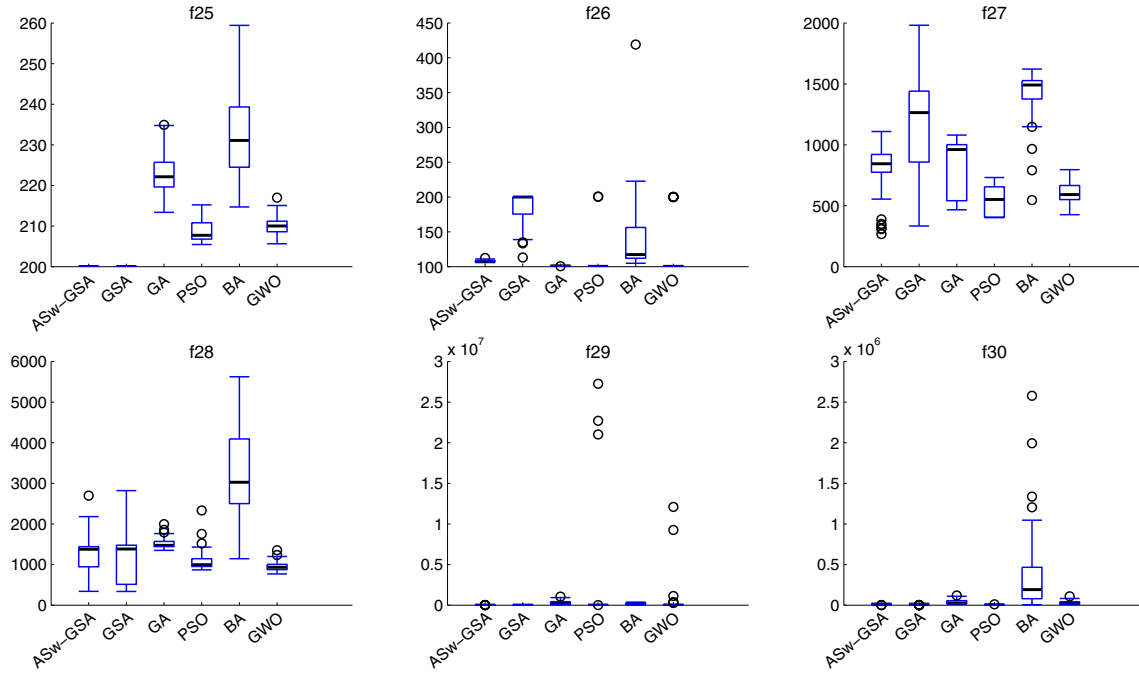 f25
260
250
240
230
220
210
200
ASw-GSA
GSA
GA
PSO
BA
GWO
f26
450
400
350
300
250
200
150
100
ASw-GSA
GSA
GA
PSO
BA
GWO
f27
2000
1500
1000
500
0
ASw-GSA
GSA
GA
PSO
BA
GWO
f28
6000
5000
4000
3000
2000
1000
0
ASw-GSA
GSA
GA
PSO
BA
GWO
x 10^7
f29
3
2.5
2
1.5
1
0.5
0
ASw-GSA
GSA
GA
PSO
BA
GWO
x 10^6
f30
3
2.5
2
1.5
1
0.5
0
ASw-GSA
GSA
GA
PSO
BA
GWO